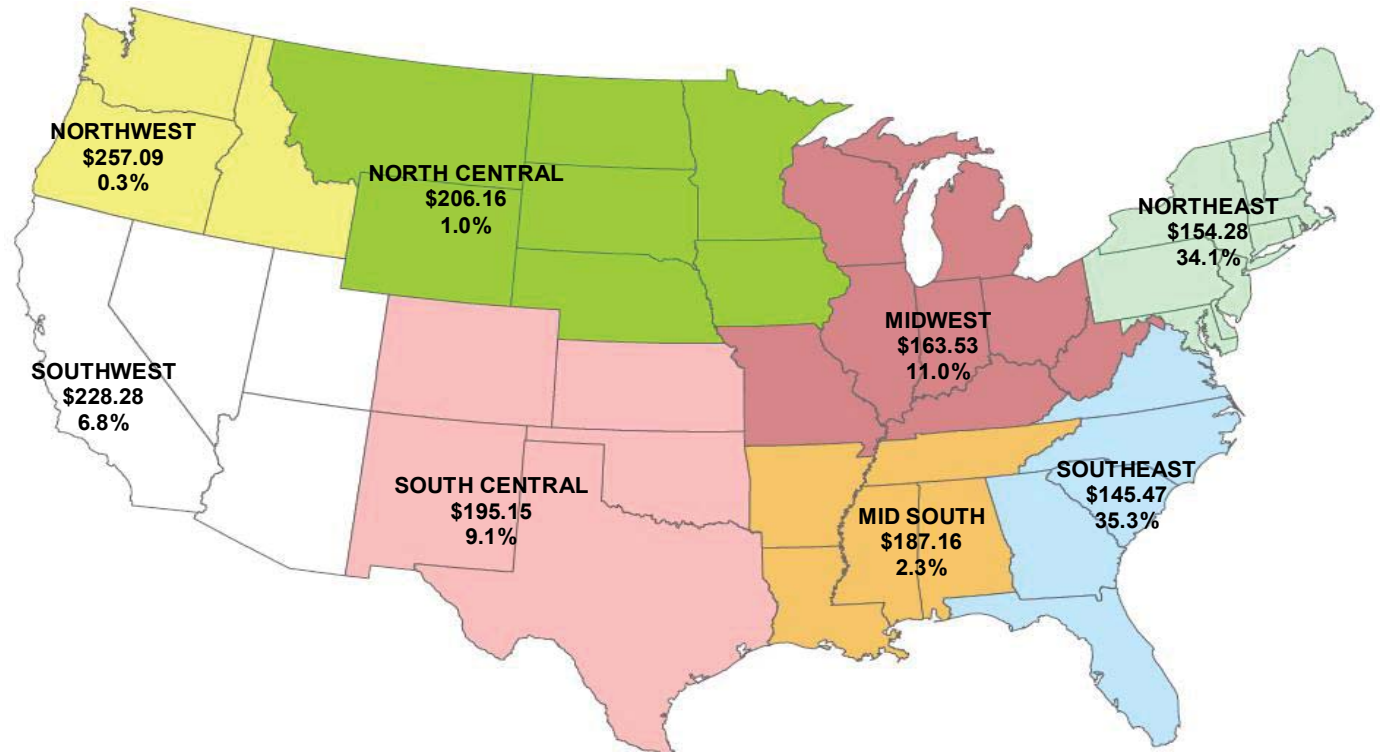 NORTHWEST
$257.09
0.3%
NORTH CENTRAL
$206.16
1.0%
NORTHEAST
$154.28
34.1%
MIDWEST
$163.53
11.0%
SOUTHWEST
$228.28
6.8%
SOUTH CENTRAL
$195.15
9.1%
MID SOUTH
$187.16
2.3%
SOUTHEAST
$145.47
35.3%